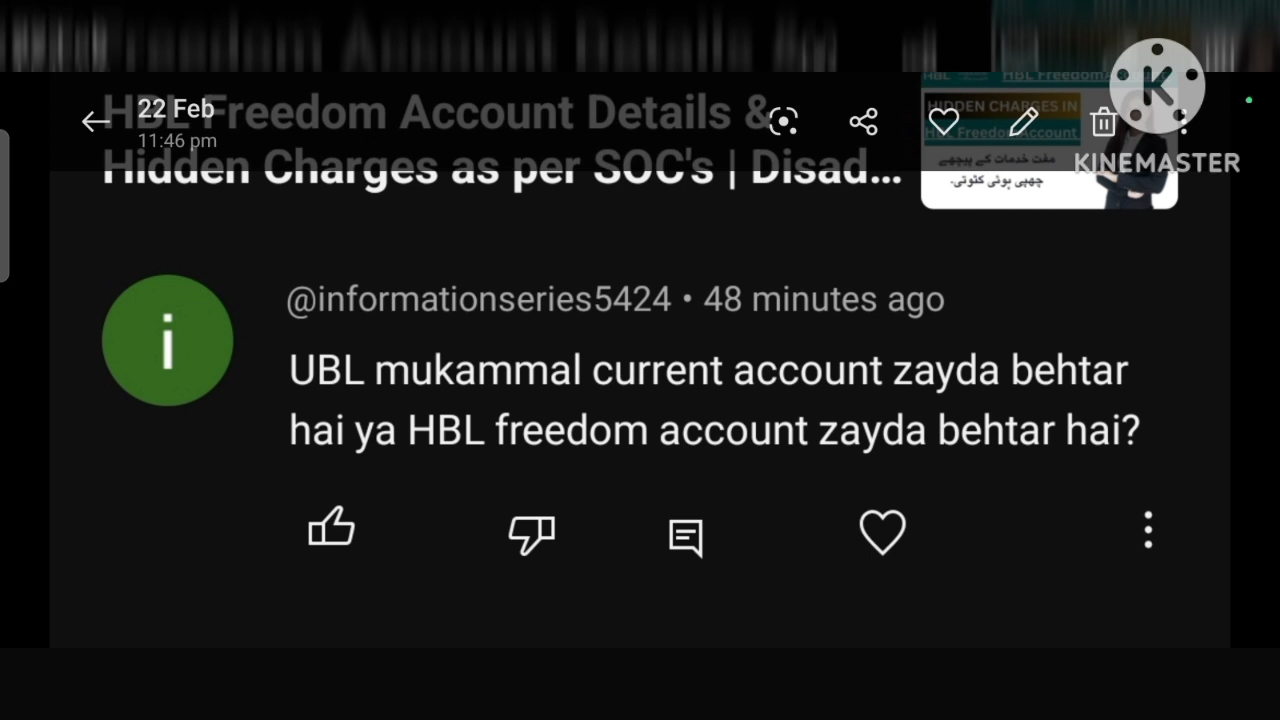 22 Feb
11:46 pm
HBL Freedom Account Details &
Hidden Charges as per SOC's | Disad...
HBL HBL Freedom
HIDDEN CHARGES IN
HBL Freedom Account
مفت خدمات کے پیچھے
چھپی ہوئی کٹوتی.
K
KINEMASTER
i
@informationseries5424 • 48 minutes ago
UBL mukammal current account zayda behtar
hai ya HBL freedom account zayda behtar hai?